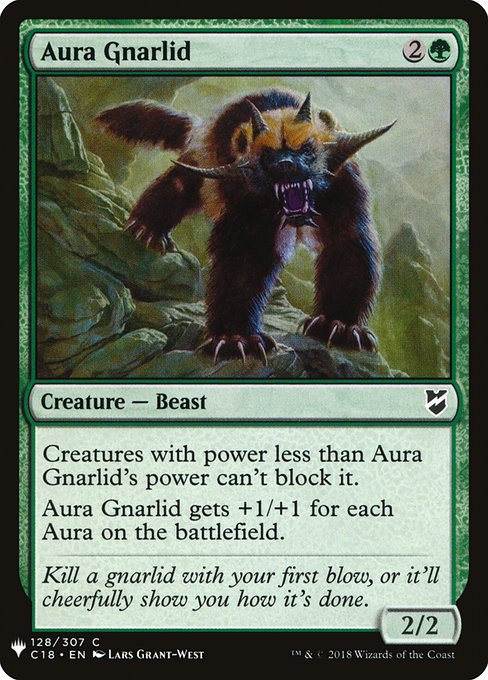 Aura Gnarlid 2
Creature — Beast
Creatures with power less than Aura
Gnarlid's power can't block it.
Aura Gnarlid gets +1/+1 for each
Aura on the battlefield.
Kill a gnarlid with your first blow, or it'll
cheerfully show you how it's done.
2/2
128/307 C
C18 • EN Lars Grant-West
™ & © 2018 Wizards of the Coast